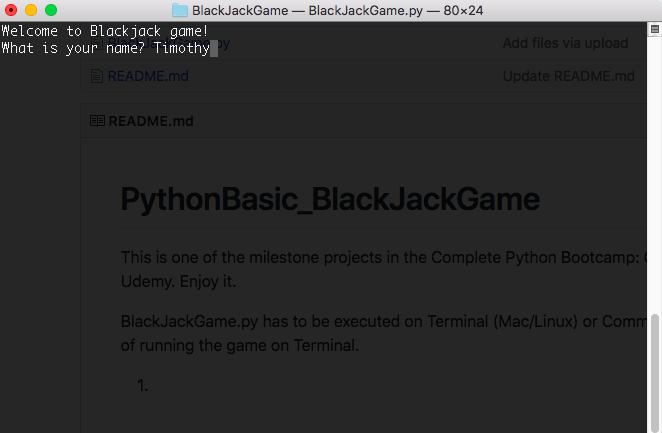 BlackJackGame — BlackJackGame.py — 80×24
Welcome to Blackjack game!
What is your name? Timothy
.py Add files via upload
README.md Update README.md
README.md
PythonBasic_BlackJackGame
This is one of the milestone projects in the Complete Python Bootcamp:
Udemy. Enjoy it.
BlackJackGame.py has to be executed on Terminal (Mac/Linux) or Comm
of running the game on Terminal.
1.